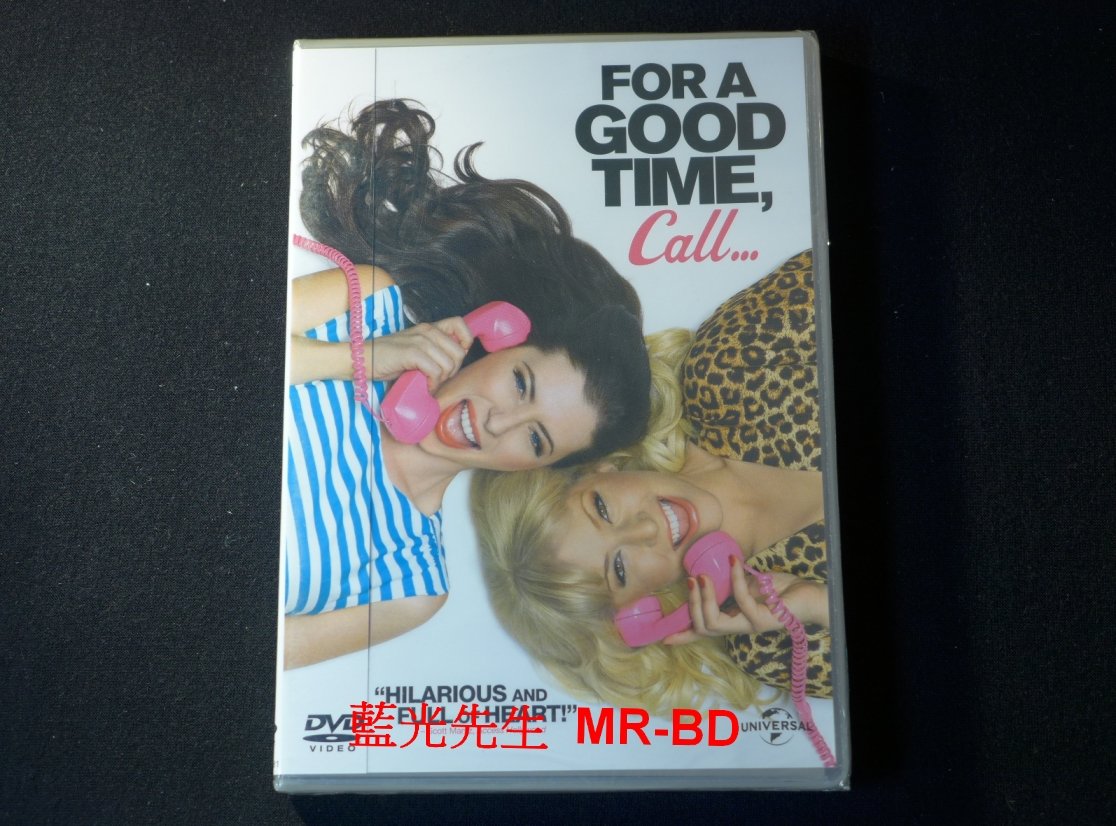 FOR A
GOOD
TIME,
Call...
“HILARIOUS AND
FULL OF HEART!”
DVD
VIDEO
藍光先生 MR-BD
UNIVERSAL